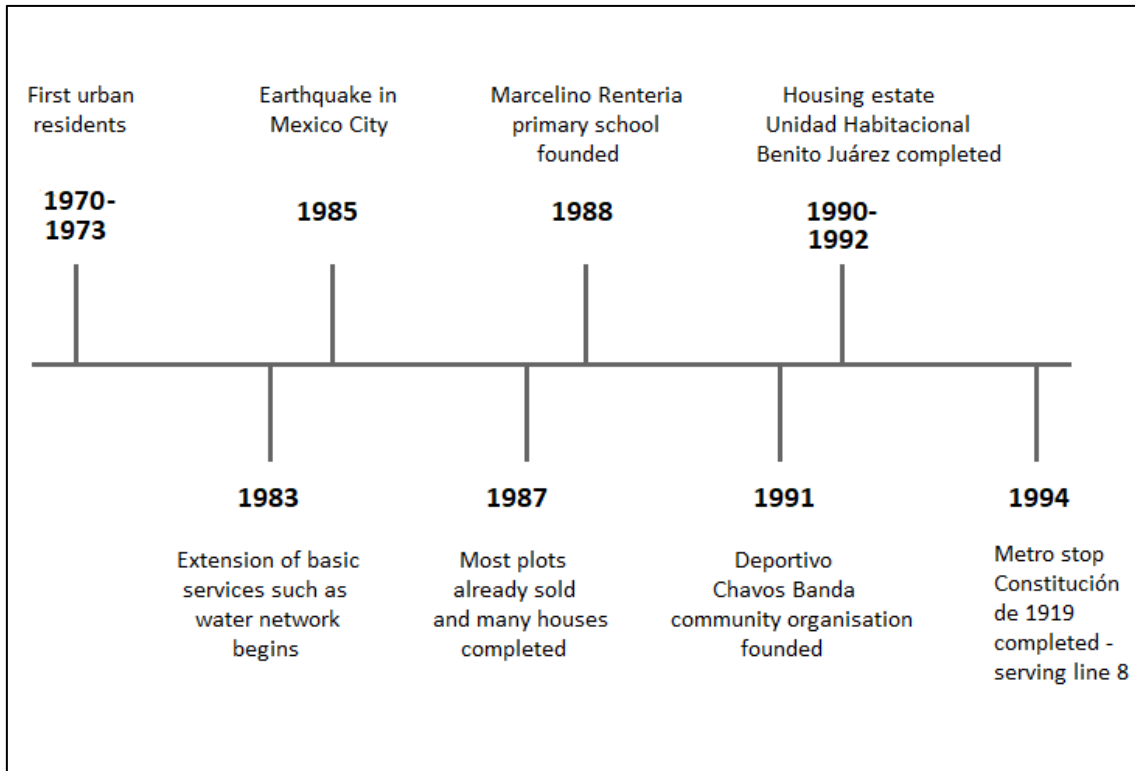 First urban
residents
1970-
1973
Earthquake in
Mexico City
1985
Marcelino Renteria
primary school
founded
1988
Housing estate
Unidad Habitacional
Benito Juárez completed
1990-
1992
1983
Extension of basic
services such as
water network
begins
1987
Most plots
already sold
and many houses
completed
1991
Deportivo
Chavos Banda
community organisation
founded
1994
Metro stop
Constitución
de 1919
completed -
serving line 8